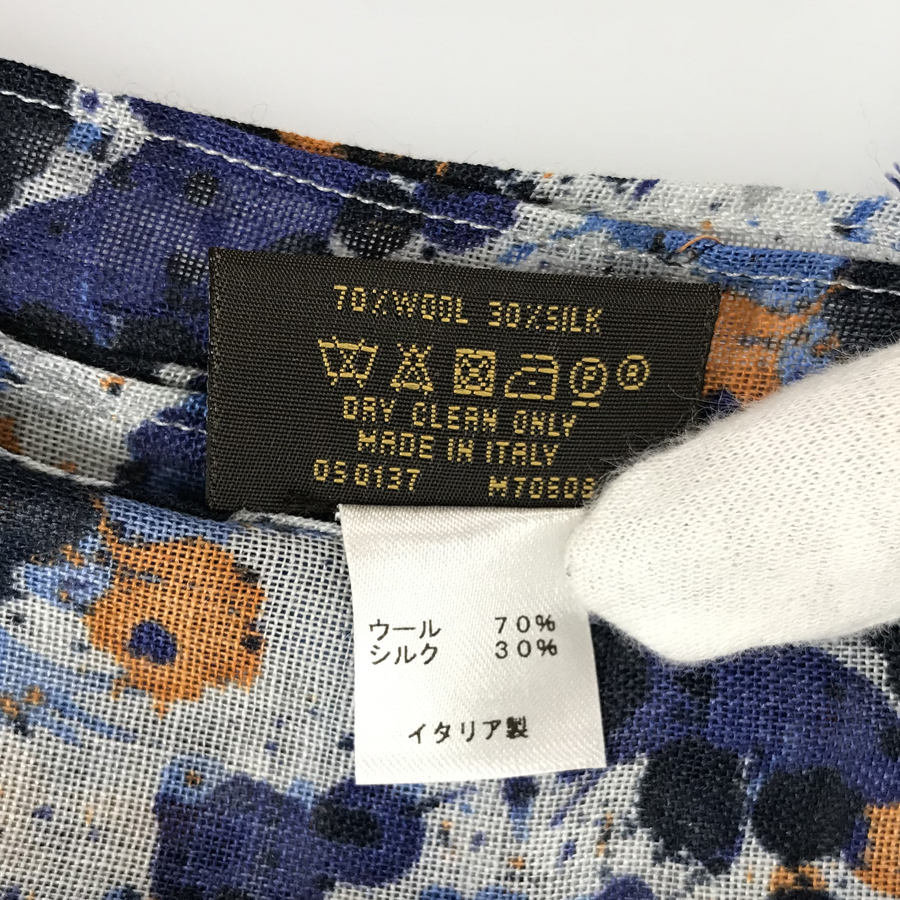 70%WOOL 30%SILK
P ®
DRY CLEAN ONLY
MADE IN ITALY
050137
ウール 70%
シルク 30%
イタリア製